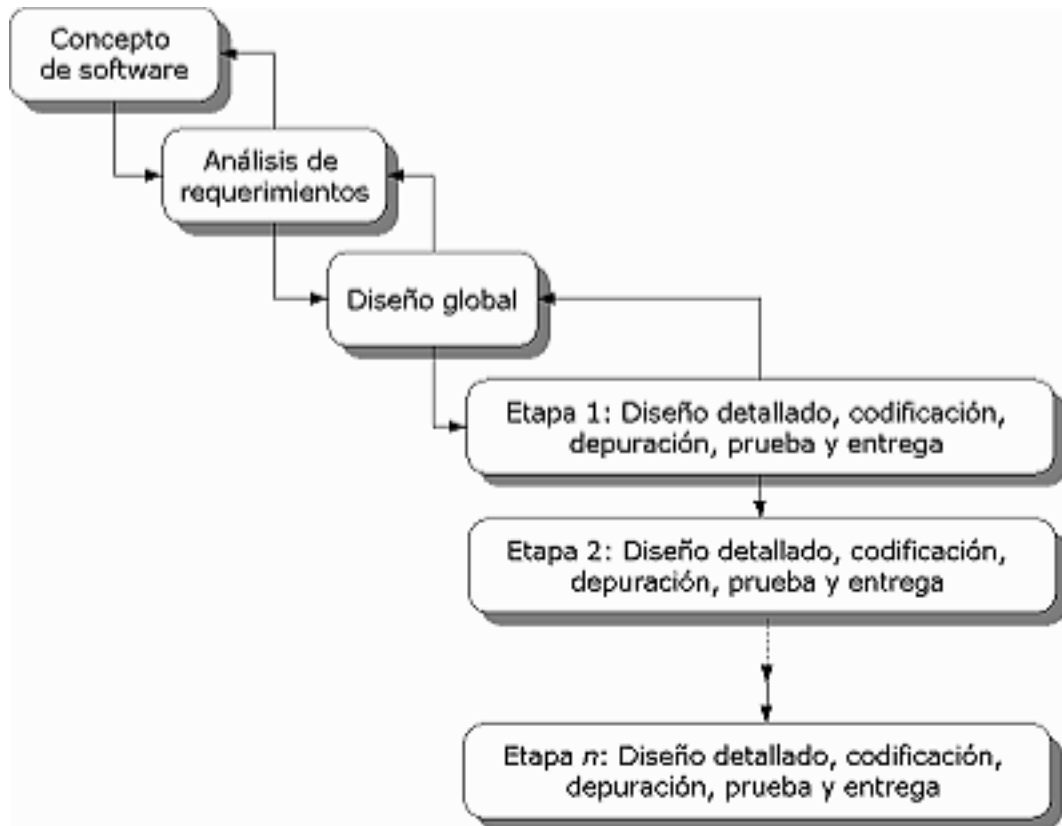 Concepto
de software
Análisis de
requerimientos
Diseño global
Etapa 1: Diseño detallado, codificación,
depuración, prueba y entrega
Etapa 2: Diseño detallado, codificación,
depuración, prueba y entrega
Etapa n: Diseño detallado, codificación,
depuración, prueba y entrega